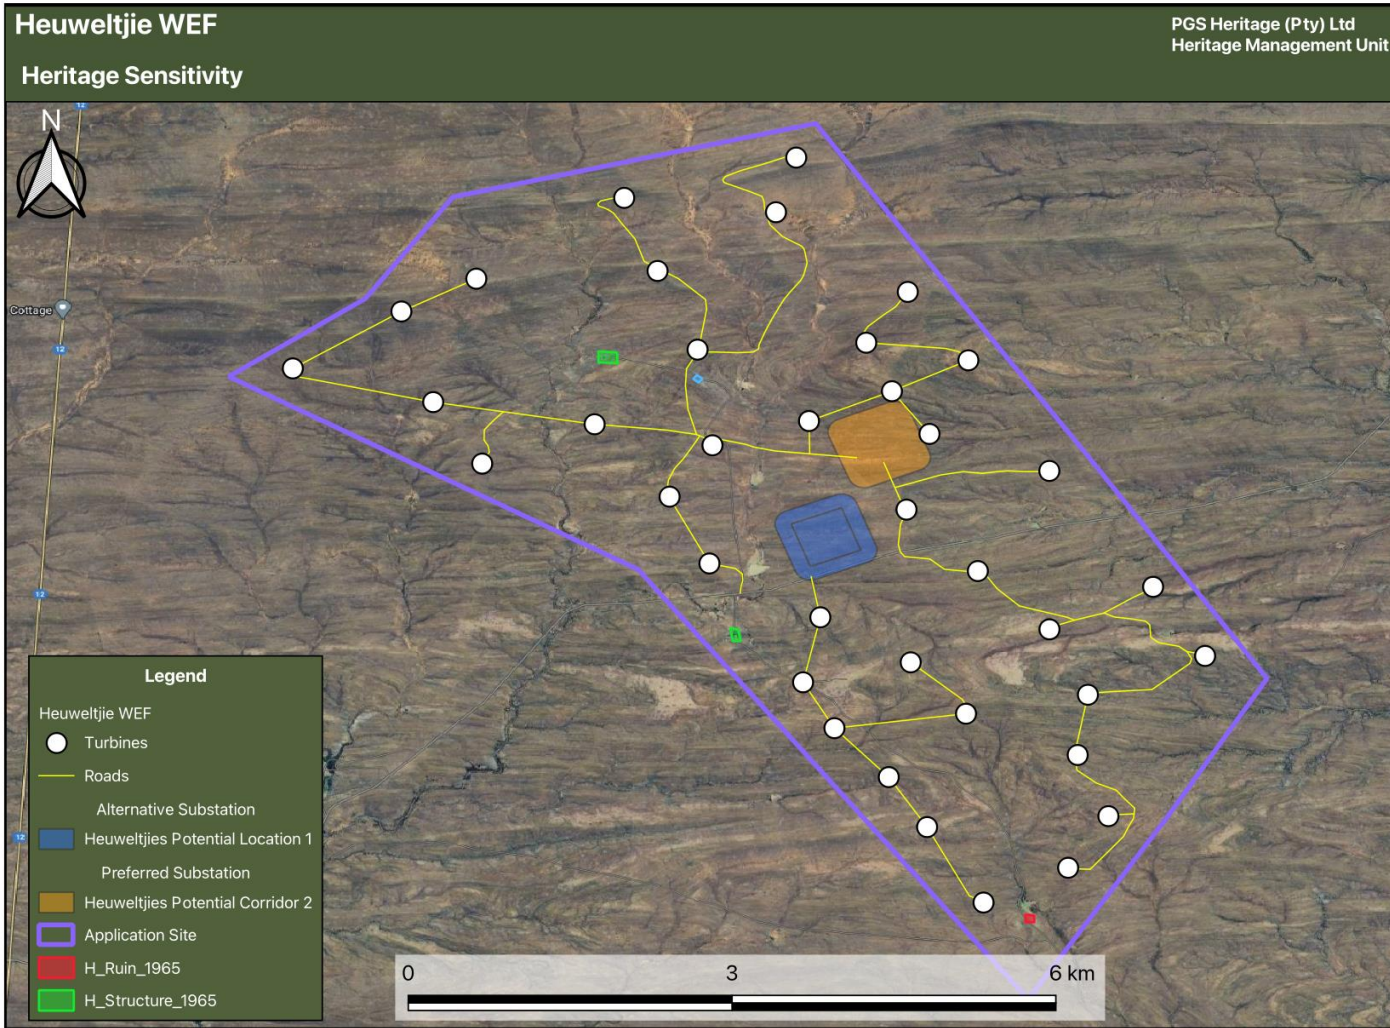 Heuweltjie WEF
Heritage Sensitivity
PGS Heritage (Pty) Ltd
Heritage Management Unit
12
N
Cottage
12
12
12
Legend
Heuweltjie WEF
Turbines
Roads
Alternative Substation
Heuweltjies Potential Location 1
Preferred Substation
Heuweltjies Potential Corridor 2
Application Site
H_Ruin_1965
H_Structure_1965
0 3 6 km